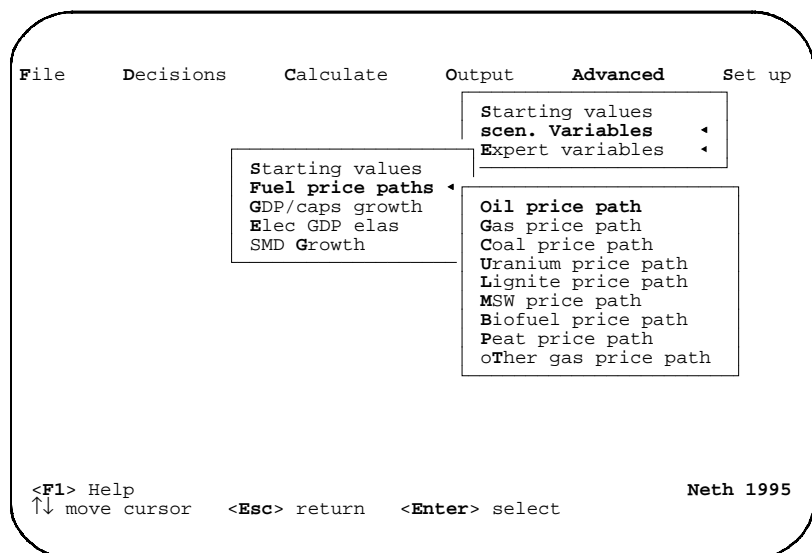 File Decisions Calculate Output Advanced Set up
Starting values
scen. Variables ◂
Expert variables ◂
Starting values
Fuel price paths ◂
GDP/caps growth
Elec GDP elas
SMD Growth
Oil price path
Gas price path
Coal price path
Uranium price path
Lignite price path
MSW price path
Biofuel price path
Peat price path
oTher gas price path
<F1> Help Neth 1995
↑↓ move cursor <Esc> return <Enter> select